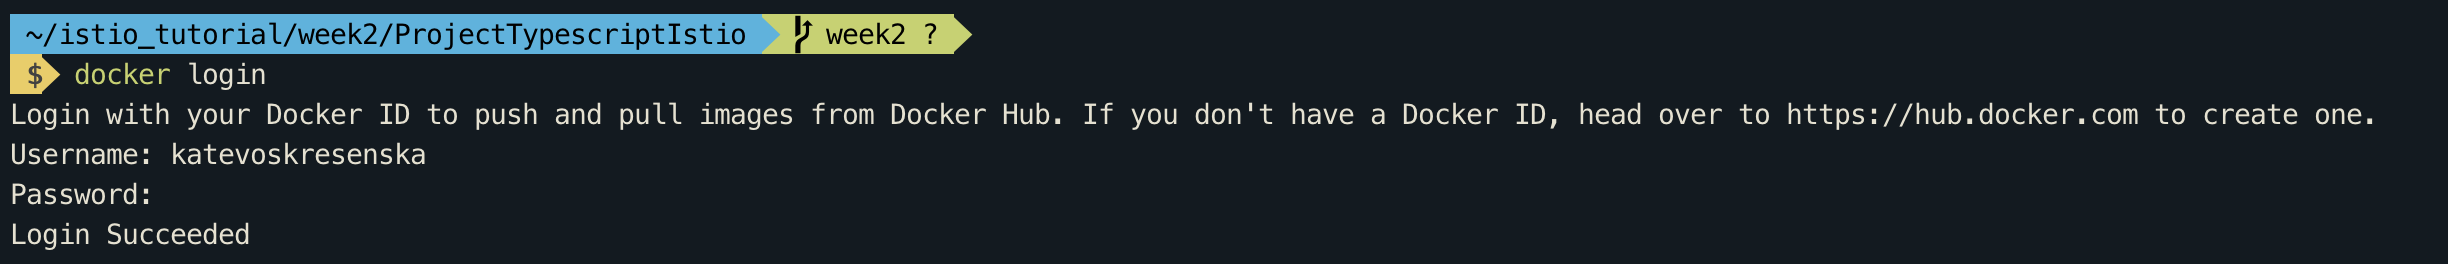 ~/istio_tutorial/week2/ProjectTypescriptIstio week2 ?
$ docker login
Login with your Docker ID to push and pull images from Docker Hub. If you don't have a Docker ID, head over to https://hub.docker.com to create one.
Username: katevoskresenska
Password:
Login Succeeded